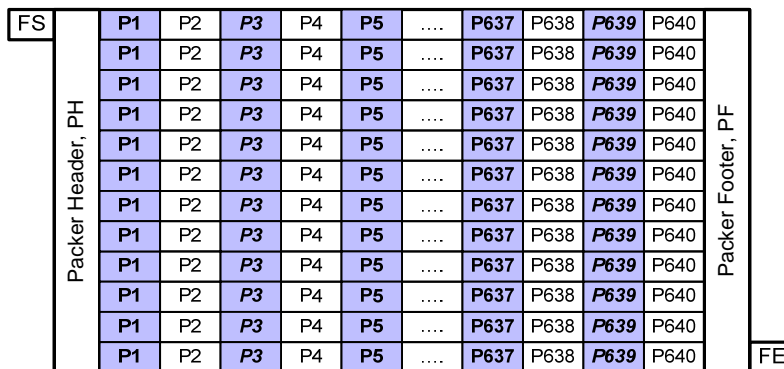 FS P1 P2 P3 P4 P5 .... P637 P638 P639 P640
P1 P2 P3 P4 P5 .... P637 P638 P639 P640
P1 P2 P3 P4 P5 .... P637 P638 P639 P640
P1 P2 P3 P4 P5 .... P637 P638 P639 P640
P1 P2 P3 P4 P5 .... P637 P638 P639 P640
P1 P2 P3 P4 P5 .... P637 P638 P639 P640
P1 P2 P3 P4 P5 .... P637 P638 P639 P640
P1 P2 P3 P4 P5 .... P637 P638 P639 P640
P1 P2 P3 P4 P5 .... P637 P638 P639 P640
P1 P2 P3 P4 P5 .... P637 P638 P639 P640
P1 P2 P3 P4 P5 .... P637 P638 P639 P640
P1 P2 P3 P4 P5 .... P637 P638 P639 P640 FE
Packer Header, PH
Packer Footer, PF